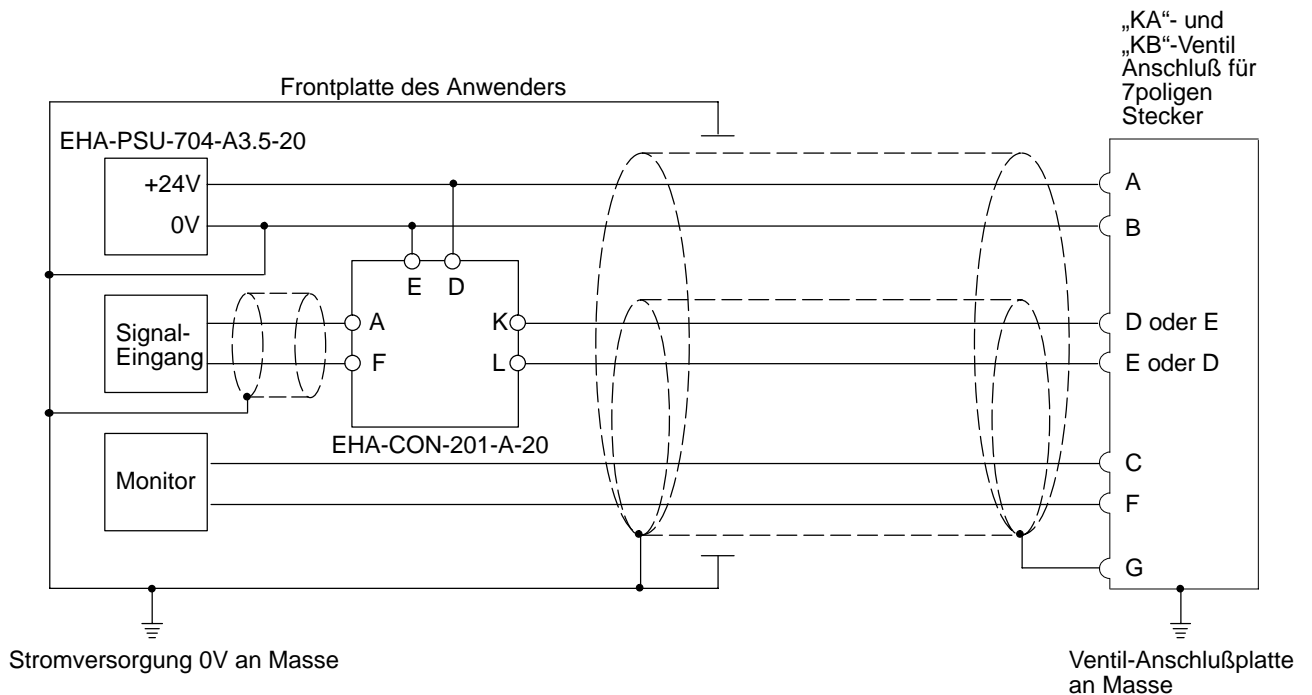 „KA“- und
„KB“-Ventil
Anschluß für
7poligen
Stecker
Frontplatte des Anwenders
EHA-PSU-704-A3.5-20
+24V
0V
A
B
E D
Signal-
Eingang
A
F
K
L
D oder E
E oder D
EHA-CON-201-A-20
Monitor
C
F
G
Stromversorgung 0V an Masse
Ventil-Anschlußplatte
an Masse